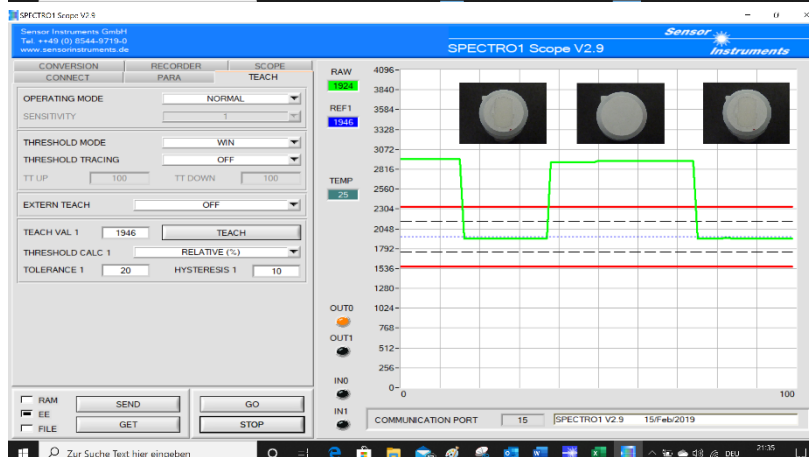 SPECTRO1 Scope V2.9
Sensor Instruments GmbH
Tel. ++49 (0) 8544-9719-0
www.sensorinstruments.de
SPECTRO1 Scope V2.9
Sensor
Instruments
CONVERSION RECORDER SCOPE
CONNECT PARA TEACH
OPERATING MODE NORMAL
SENSITIVITY 1
THRESHOLD MODE WIN
THRESHOLD TRACING OFF
TT UP 100 TT DOWN 100
EXTERN TEACH OFF
TEACH VAL 1 1946 TEACH
THRESHOLD CALC 1 RELATIVE (%)
TOLERANCE 1 20 HYSTERESIS 1 10
RAM
EE
FILE
SEND GO
GET STOP
RAW
1924
REF1
1946
TEMP
25
OUT0
OUT1
IN0
IN1
4096
3840
3584
3328
3072
2816
2560
2304
2048
1792
1536
1280
1024
768
512
256
0
0 100
COMMUNICATION PORT 15 SPECTRO1 V2.9 15/Feb/2019
Zur Suche Text hier eingeben
DEU
21:35